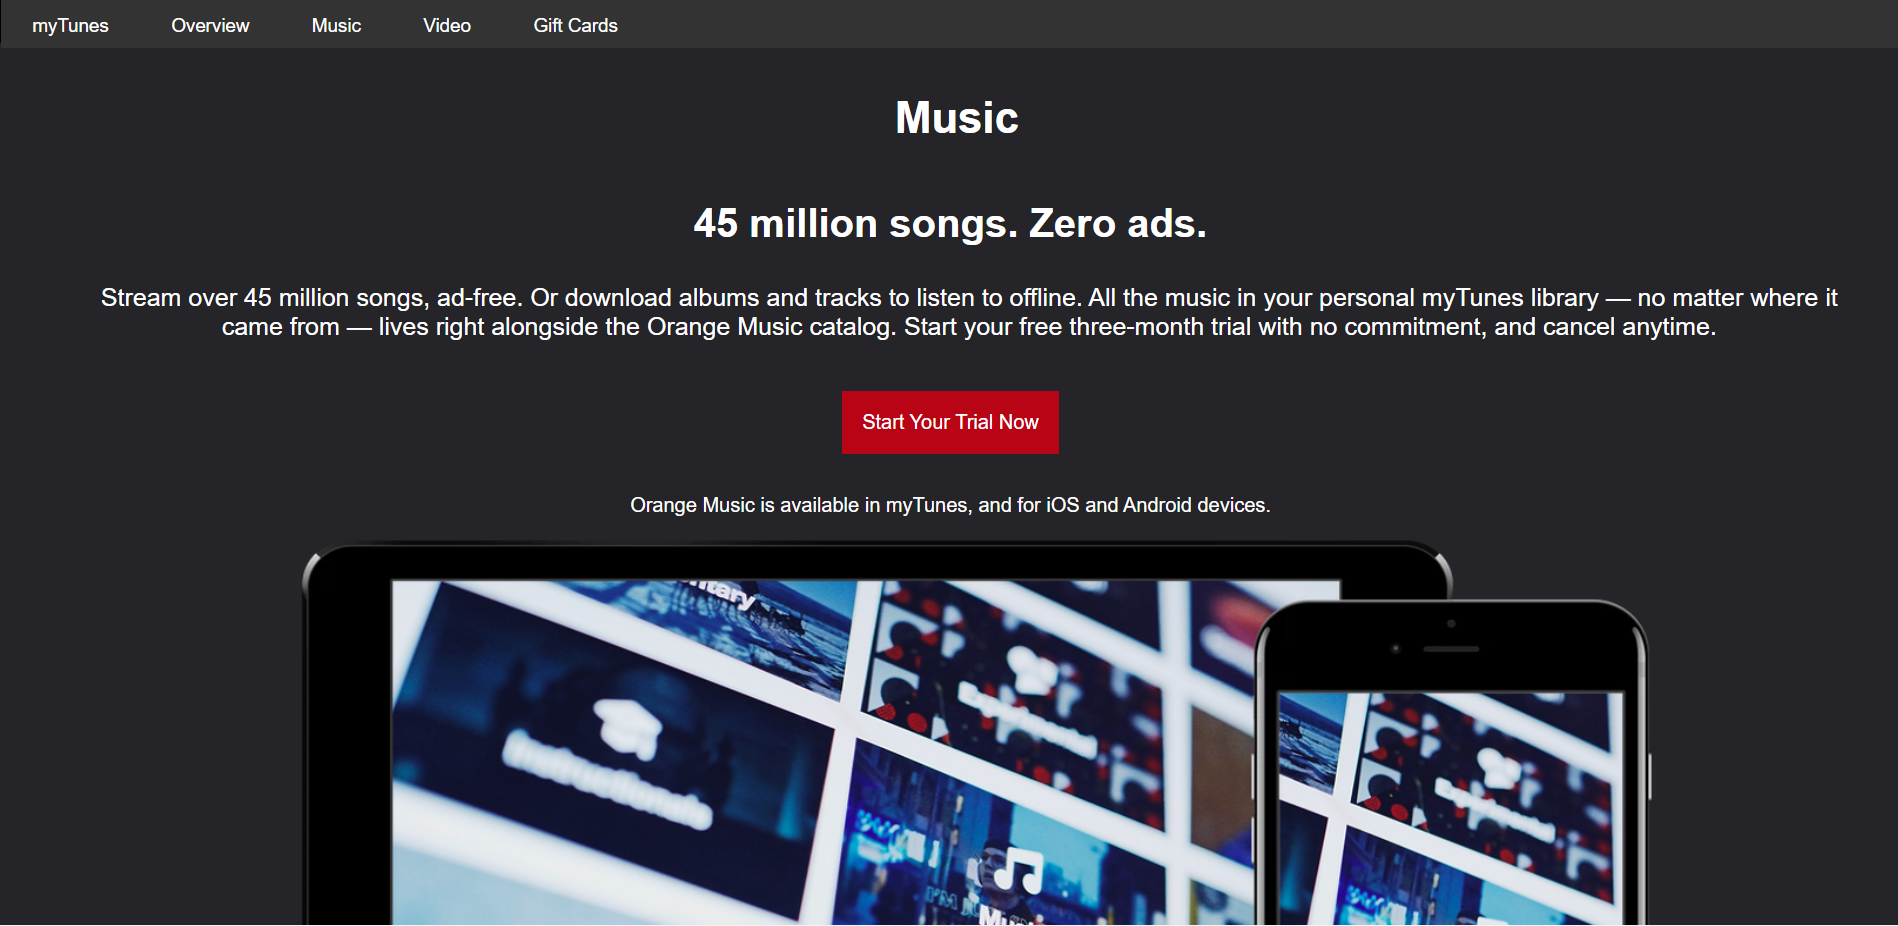 myTunes Overview Music Video Gift Cards
Music
45 million songs. Zero ads.
Stream over 45 million songs, ad-free. Or download albums and tracks to listen to offline. All the music in your personal myTunes library — no matter where it
came from — lives right alongside the Orange Music catalog. Start your free three-month trial with no commitment, and cancel anytime.
Start Your Trial Now
Orange Music is available in myTunes, and for iOS and Android devices.